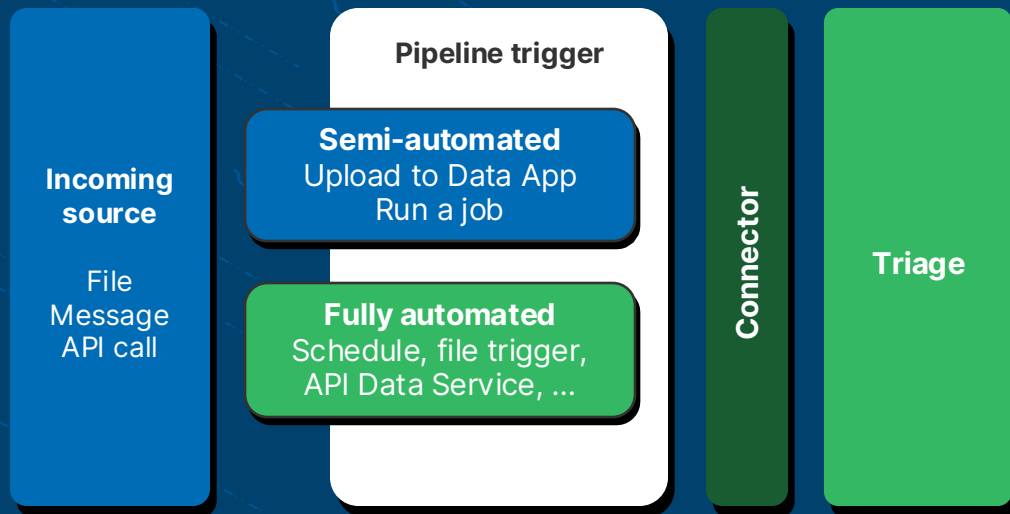 Incoming
source
File
Message
API call
Pipeline trigger
Semi-automated
Upload to Data App
Run a job
Fully automated
Schedule, file trigger,
API Data Service, ...
Connector
Triage